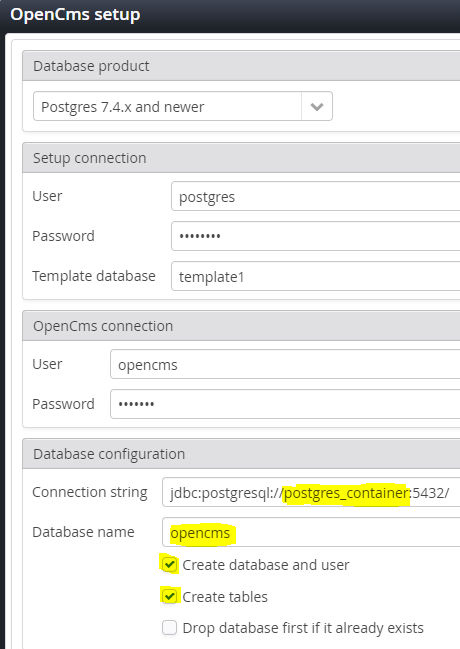 OpenCms setup
Database product
Postgres 7.4.x and newer
Setup connection
User postgres
Password ••••••••
Template database template1
OpenCms connection
User opencms
Password •••••••
Database configuration
Connection string jdbc:postgresql://postgres_container:5432/
Database name opencms
Create database and user
Create tables
Drop database first if it already exists